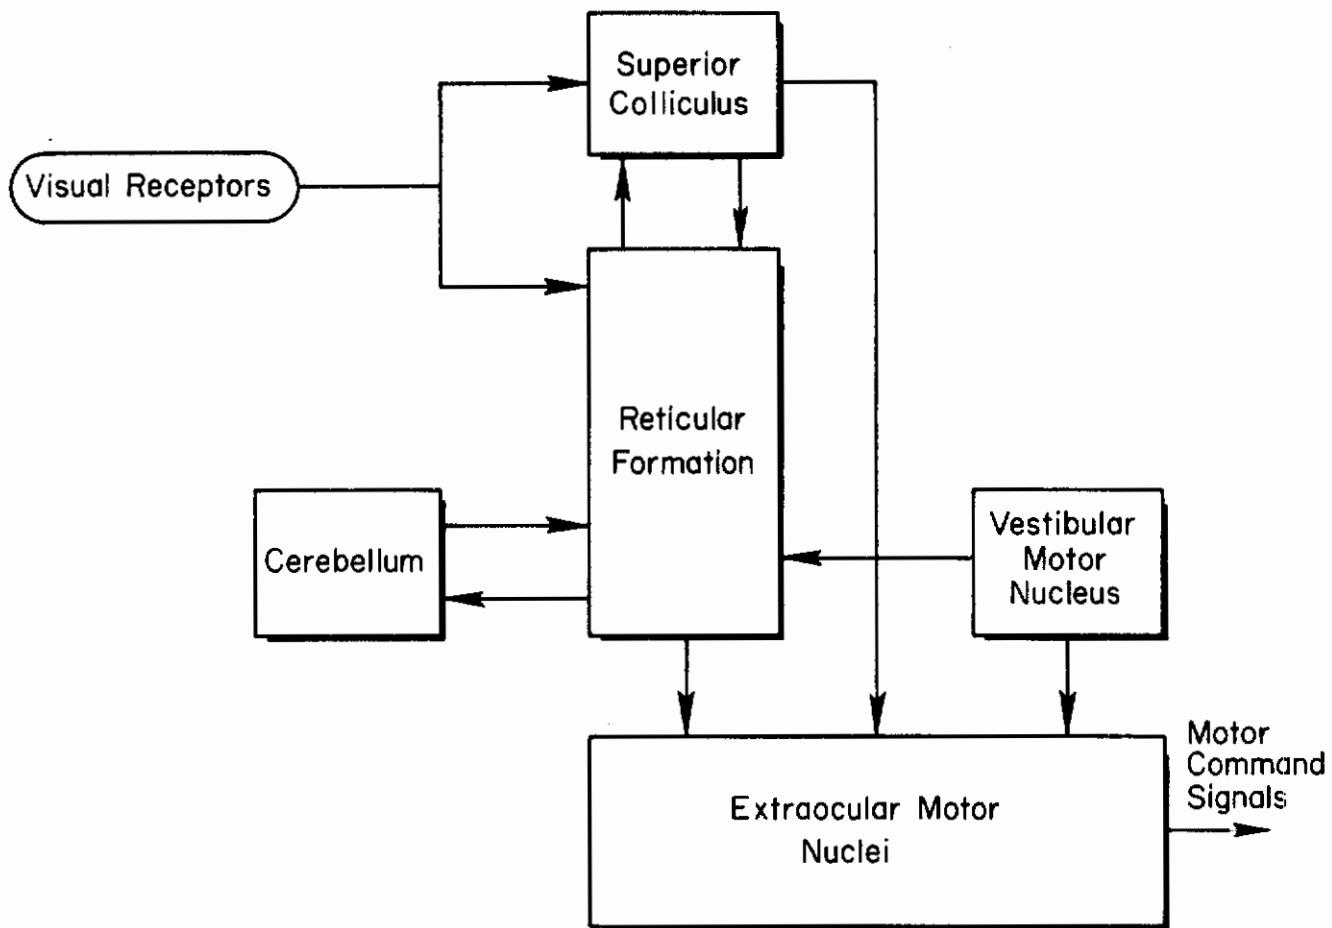 Superior
Colliculus
Visual Receptors
Reticular
Formation
Cerebellum
Vestibular
Motor
Nucleus
Motor
Command
Signals
Extraocular Motor
Nuclei